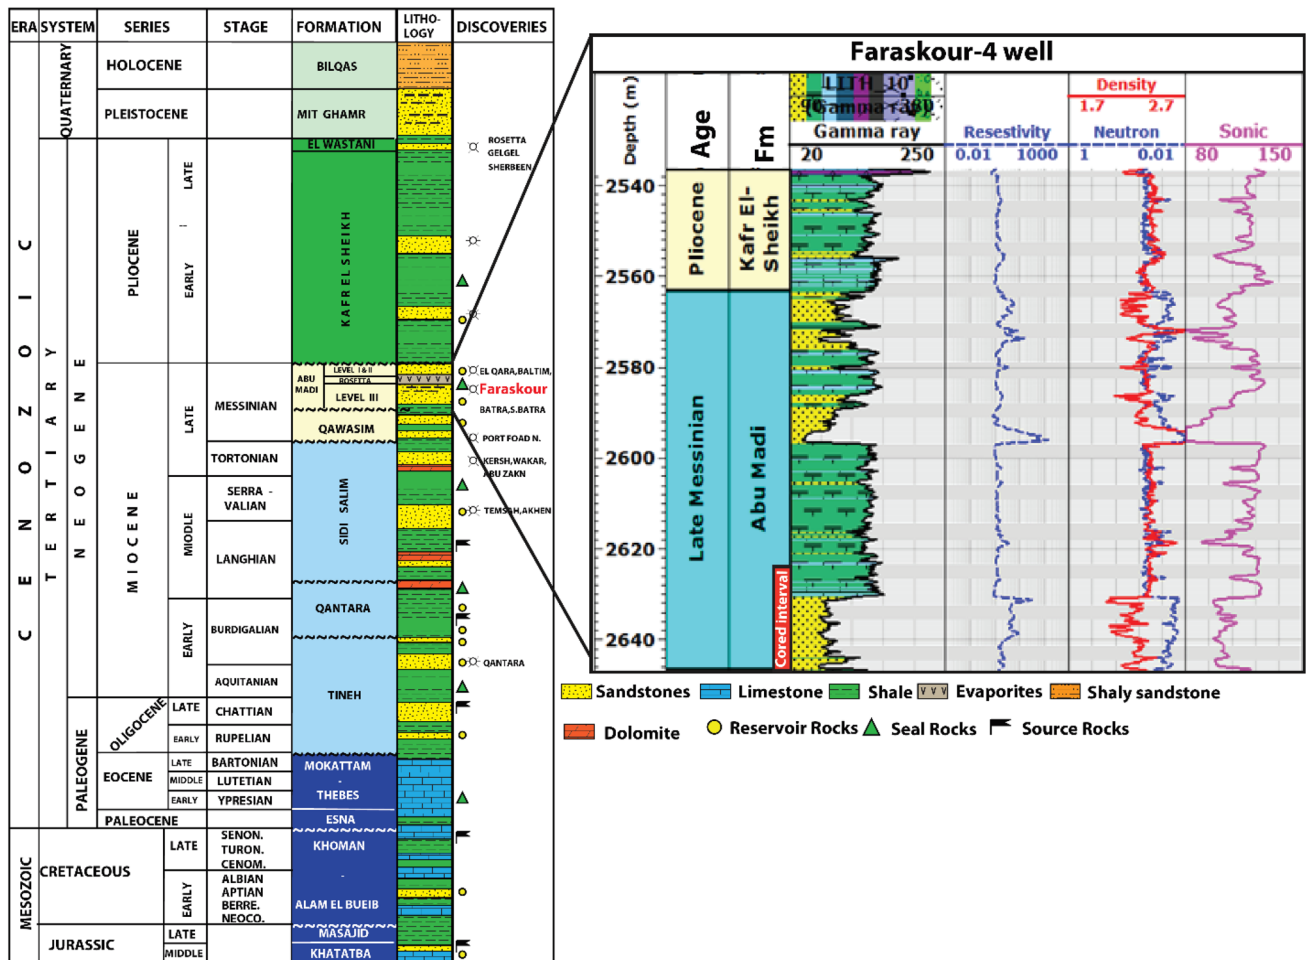 ERA SYSTEM SERIES STAGE FORMATION LITHO-
LOGY DISCOVERIES
CENOZOIC
MESOZOIC
QUATERNARY
TERTIARY
NEOGENE
PALEOGENE
CRETACEOUS
JURASSIC
HOLOCENE
PLEISTOCENE
PLIOCENE
LATE
-
EARLY
MIOCENE
LATE
MIDDLE
EARLY
OLIGOCENE
LATE
EARLY
EOCENE
LATE
MIDDLE
EARLY
PALEOCENE
LATE
EARLY
LATE
MIDDLE
MESSINIAN
TORTONIAN
SERRA -
VALIAN
LANGHIAN
BURDIGALIAN
AQUITANIAN
CHATTIAN
RUPELIAN
BARTONIAN
LUTETIAN
YPRESIAN
SENON.
TURON.
CENOM.
ALBIAN
APTIAN
BERRE.
NEOCO.
BILQAS
MIT GHAMR
EL WASTANI
KAFR EL SHEIKH
ABU
MADI
LEVEL I & II
ROSETTA
LEVEL III
QAWASIM
SIDI SALIM
QANTARA
TINEH
MOKATTAM
-
THEBES
ESNA
KHOMAN
-
ALAM EL BUEIB
MASAJID
KHATATBA
ROSETTA
GELGEL
SHERBEEN
EL QARA,BALTIM,
Faraskour
BATRA,S.BATRA
PORT FOAD N.
KERSH,WAKAR,
ABU ZAKN
TEMSAH,AKHEN
QANTARA
Faraskour-4 well
Depth (m)
Age
Fm
LITH_10
Gamma ray
Gamma ray
20 250
Resestivity
0.01 1000
Density
1.7 2.7
Neutron
1 0.01
Sonic
80 150
2540
2560
2580
2600
2620
2640
Pliocene
Kafr El-
Sheikh
Late Messinian
Abu Madi
Cored interval
Sandstones Limestone Shale Evaporites Shaly sandstone
Dolomite Reservoir Rocks Seal Rocks Source Rocks